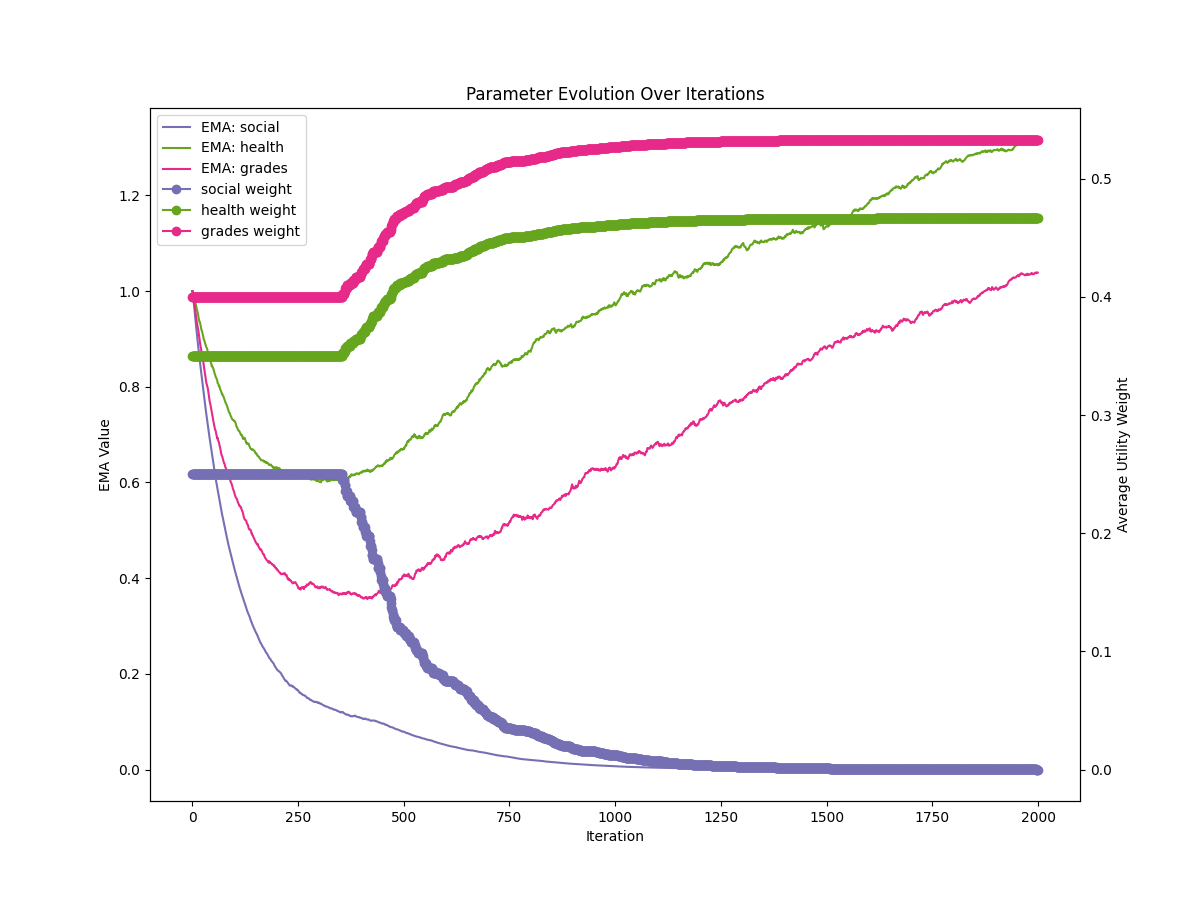 Parameter Evolution Over Iterations
EMA: social
EMA: health
EMA: grades
social weight
health weight
grades weight
EMA Value
0.0
0.2
0.4
0.6
0.8
1.0
1.2
Average Utility Weight
0.0
0.1
0.2
0.3
0.4
0.5
0
250
500
750
1000
1250
1500
1750
2000
Iteration